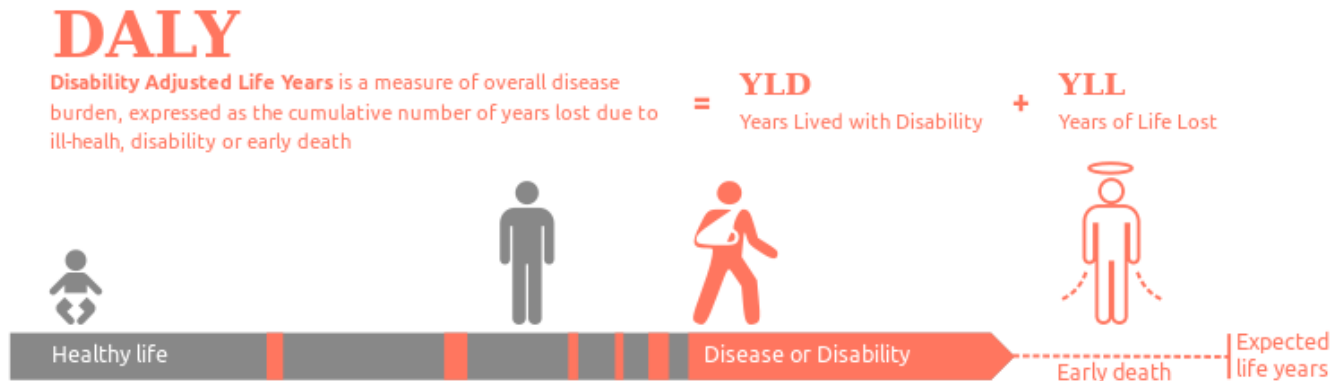 DALY
Disability Adjusted Life Years is a measure of overall disease
burden, expressed as the cumulative number of years lost due to
ill-healh, disability or early death
=
YLD
Years Lived with Disability
+
YLL
Years of Life Lost
Healthy life
Disease or Disability
Early death
Expected
life years